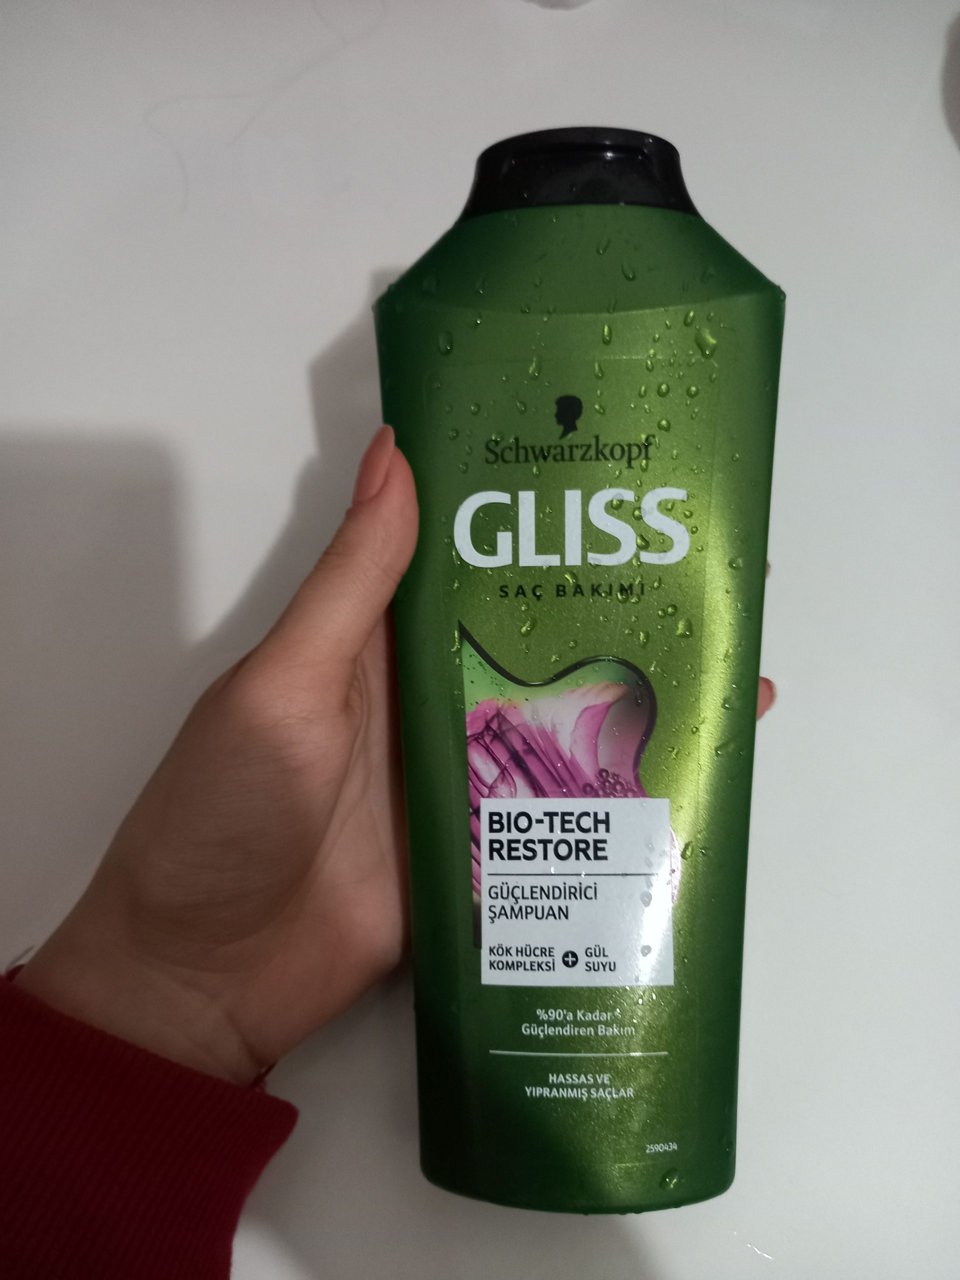 Schwarzkopf
GLISS
SAÇ BAKIMI
BIO-TECH
RESTORE
GÜÇLENDİRİCİ
ŞAMPUAN
KÖK HÜCRE
KOMPLEKSİ + GÜL
SUYU
%90'a Kadar*
Güçlendiren Bakım
HASSAS VE
YIPRANMIŞ SAÇLAR
2590434